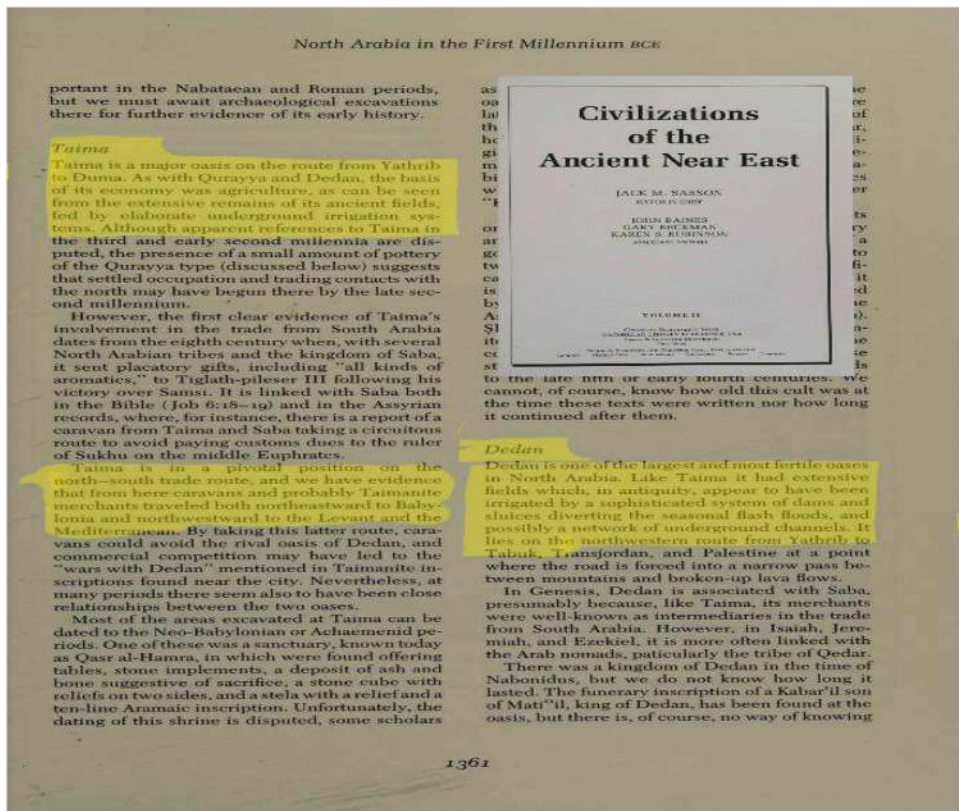 North Arabia in the First Millennium BCE
portant in the Nabataean and Roman periods,
but we must await archaeological excavations
there for further evidence of its early history.
Taima
Taima is a major oasis on the route from Yathrib
to Duma. As with Qurayya and Dedan, the basis
of its economy was agriculture, as can be seen
from the extensive remains of its ancient fields,
fed by elaborate underground irrigation sys-
tems. Although apparent references to Taima in
the third and early second millennia are dis-
puted, the presence of a small amount of pottery
of the Qurayya type (discussed below) suggests
that settled occupation and trading contacts with
the north may have begun there by the late sec-
ond millennium.
However, the first clear evidence of Taima's
involvement in the trade from South Arabia
dates from the eighth century when, with several
North Arabian tribes and the kingdom of Saba,
it sent placatory gifts, including "all kinds of
aromatics," to Tiglath-pileser III following his
victory over Samsi. It is linked with Saba both
in the Bible (Job 6:18–19) and in the Assyrian
records, where, for instance, there is a report of a
caravan from Taima and Saba taking a circuitous
route to avoid paying customs dues to the ruler
of Sukhu on the middle Euphrates.
Taima is in a pivotal position on the
north–south trade route, and we have evidence
that from here caravans and probably Taimanite
merchants traveled both northeastward to Baby-
lonia and northwestward to the Levant and the
Mediterranean. By taking this latter route, cara-
vans could avoid the rival oasis of Dedan, and
commercial competition may have led to the
"wars with Dedan" mentioned in Taimanite in-
scriptions found near the city. Nevertheless, at
many periods there seem also to have been close
relationships between the two oases.
Most of the areas excavated at Taima can be
dated to the Neo-Babylonian or Achaemenid pe-
riods. One of these was a sanctuary, known today
as Qasr al-Hamra, in which were found offering
tables, stone implements, a deposit of ash and
bone suggestive of sacrifice, a stone cube with
reliefs on two sides, and a stela with a relief and a
ten-line Aramaic inscription. Unfortunately, the
dating of this shrine is disputed, some scholars
Civilizations
of the
Ancient Near East
JACK M. SASSON
EDITOR IN CHIEF
JOHN BAINES
GARY BECKMAN
KAREN S. RUBINSON
VOLUME II
to the late fifth or early fourth centuries. We
cannot, of course, know how old this cult was at
the time these texts were written nor how long
it continued after them.
Dedan
Dedan is one of the largest and most fertile oases
in North Arabia. Like Taima it had extensive
fields which, in antiquity, appear to have been
irrigated by a sophisticated system of dams and
sluices diverting the seasonal flash floods, and
possibly a network of underground channels. It
lies on the northwestern route from Yathrib to
Tabuk, Transjordan, and Palestine at a point
where the road is forced into a narrow pass be-
tween mountains and broken-up lava flows.
In Genesis, Dedan is associated with Saba,
presumably because, like Taima, its merchants
were well-known as intermediaries in the trade
from South Arabia. However, in Isaiah, Jere-
miah, and Ezekiel, it is more often linked with
the Arab nomads, paticularly the tribe of Qedar.
There was a kingdom of Dedan in the time of
Nabonidus, but we do not know how long it
lasted. The funerary inscription of a Kabar'il son
of Mati°il, king of Dedan, has been found at the
oasis, but there is, of course, no way of knowing
1361